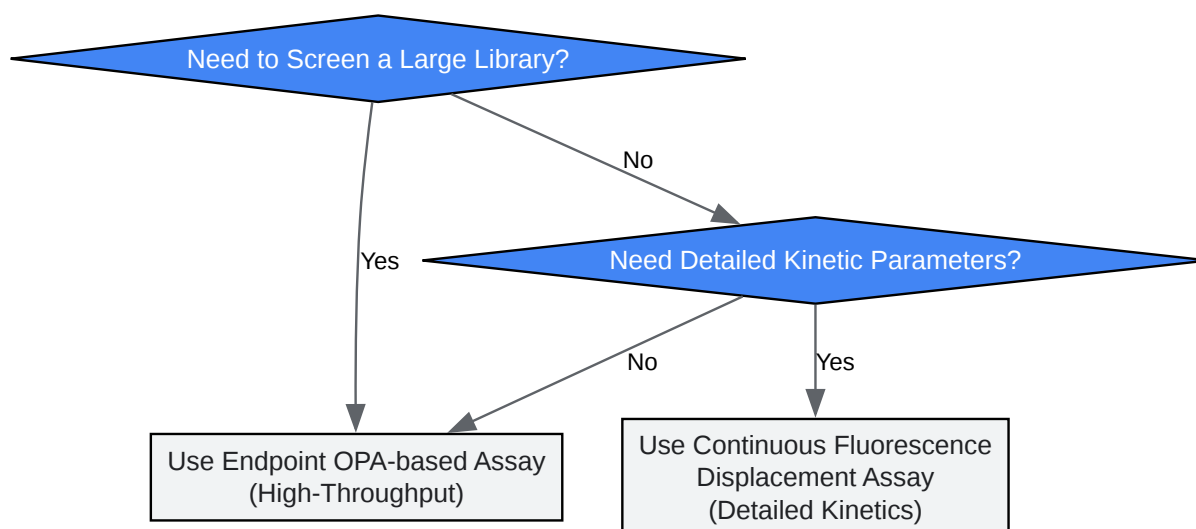 Need to Screen a Large Library?
No
Yes
Need Detailed Kinetic Parameters?
No
Yes
Use Endpoint OPA-based Assay
(High-Throughput)
Use Continuous Fluorescence
Displacement Assay
(Detailed Kinetics)